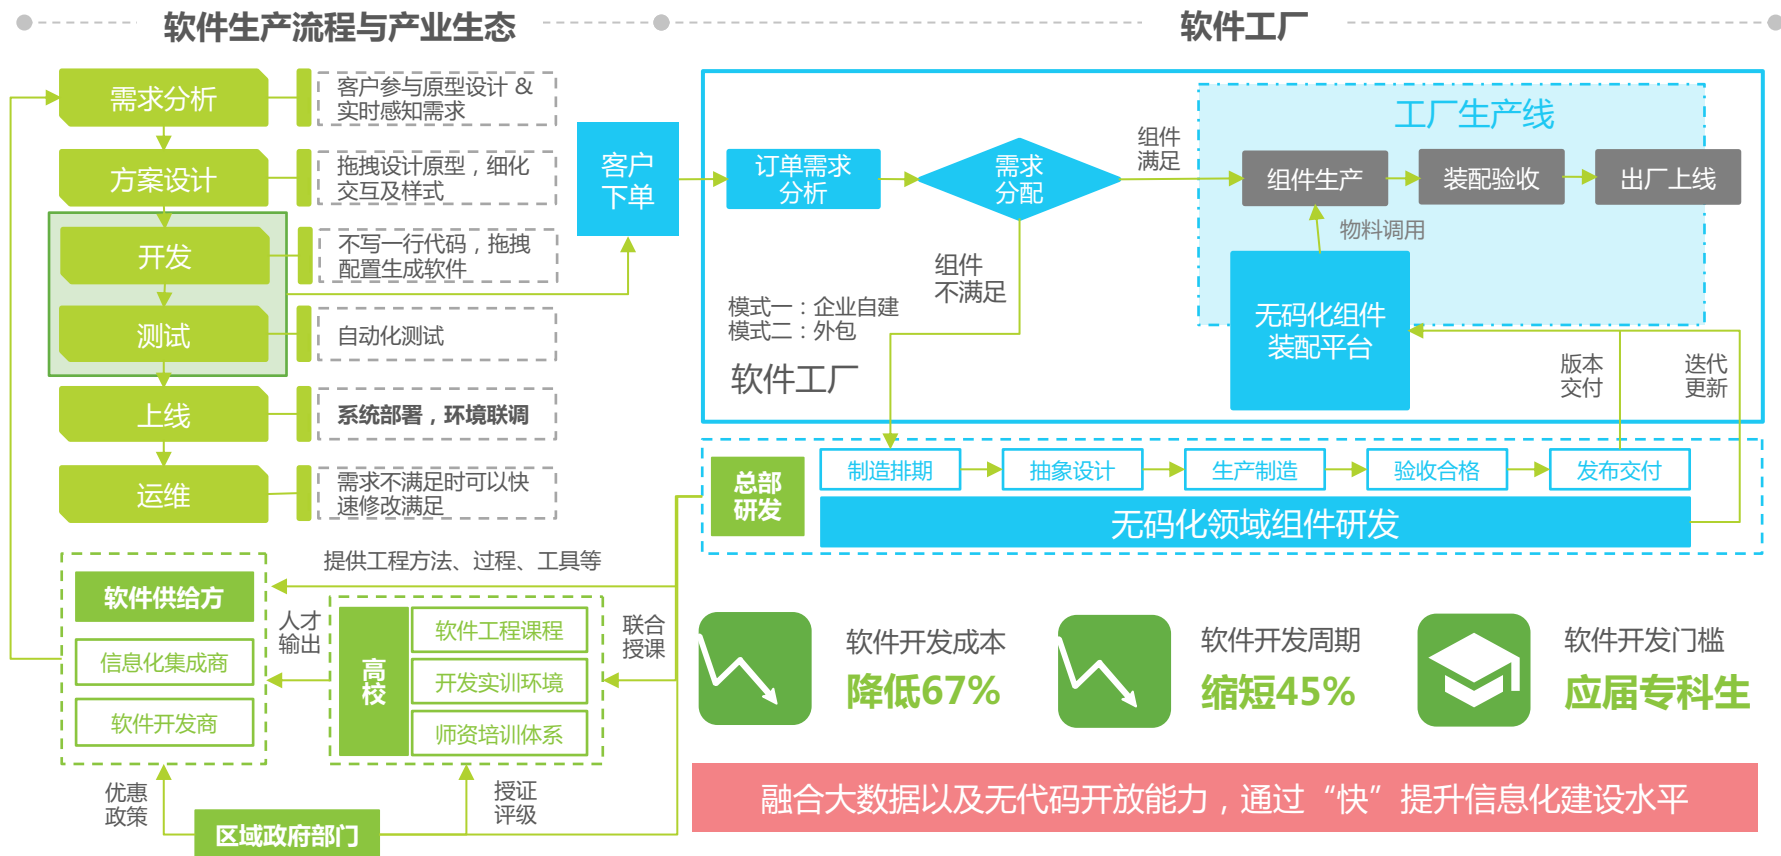 软件生产流程与产业生态
软件工厂
需求分析
客户参与原型设计 &
实时感知需求
方案设计
拖拽设计原型，细化
交互及样式
开发
不写一行代码，拖拽
配置生成软件
测试
自动化测试
上线
系统部署，环境联调
运维
需求不满足时可以快
速修改满足
客户
下单
订单需求
分析
需求
分配
组件
满足
工厂生产线
组件生产
装配验收
出厂上线
物料调用
组件
不满足
模式一：企业自建
模式二：外包
软件工厂
无码化组件
装配平台
版本
交付
迭代
更新
总部
研发
制造排期
抽象设计
生产制造
验收合格
发布交付
无码化领域组件研发
提供工程方法、过程、工具等
软件供给方
信息化集成商
软件开发商
人才
输出
高
校
软件工程课程
开发实训环境
师资培训体系
联合
授课
优惠
政策
授证
评级
区域政府部门
软件开发成本
降低67%
软件开发周期
缩短45%
软件开发门槛
应届专科生
融合大数据以及无代码开放能力，通过“快”提升信息化建设水平